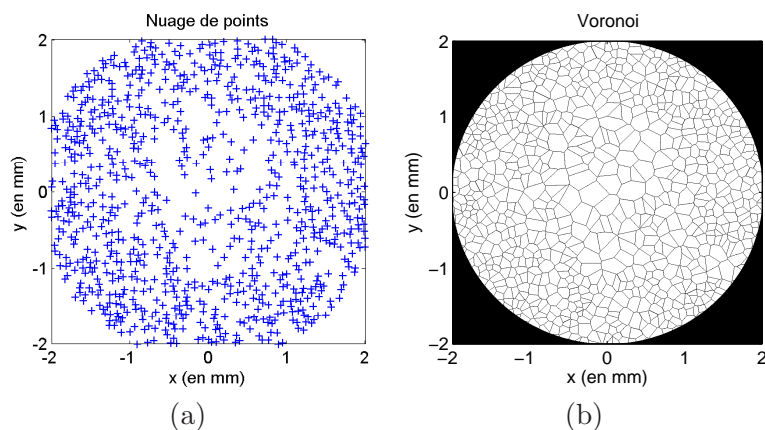 Nuage de points
2
1
0
-1
-2
-2 -1 0 1 2
y (en mm)
x (en mm)
(a)
Voronoi
2
1
0
−1
−2
−2 −1 0 1 2
y (en mm)
x (en mm)
(b)